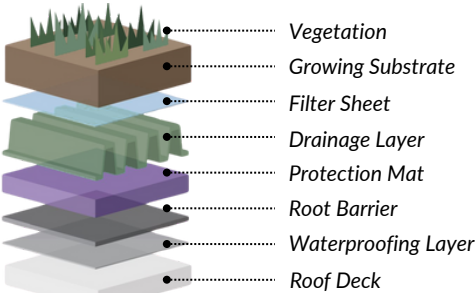 Vegetation
Growing Substrate
Filter Sheet
Drainage Layer
Protection Mat
Root Barrier
Waterproofing Layer
Roof Deck